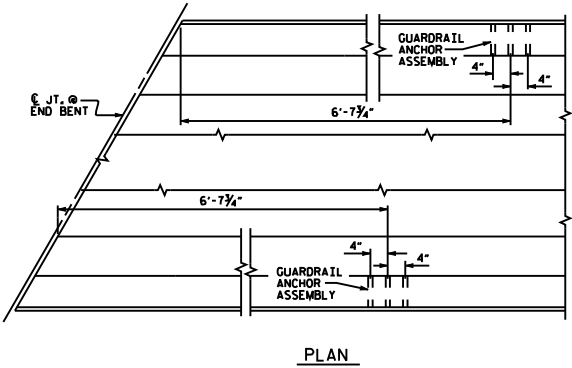 GUARDRAIL
ANCHOR
ASSEMBLY
4"
4"
℄ JT. @
END BENT
6'-7¾"
6'-7¾"
4"
4"
GUARDRAIL
ANCHOR
ASSEMBLY
PLAN